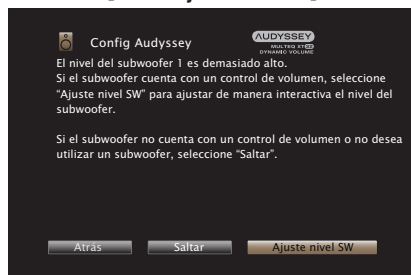 Config Audyssey
AUDYSSEY
MULTEQ XT32
DYNAMIC VOLUME
El nivel del subwoofer 1 es demasiado alto.
Si el subwoofer cuenta con un control de volumen, seleccione
“Ajuste nivel SW” para ajustar de manera interactiva el nivel del
subwoofer.
Si el subwoofer no cuenta con un control de volumen o no desea
utilizar un subwoofer, seleccione “Saltar”.
Atrás
Saltar
Ajuste nivel SW